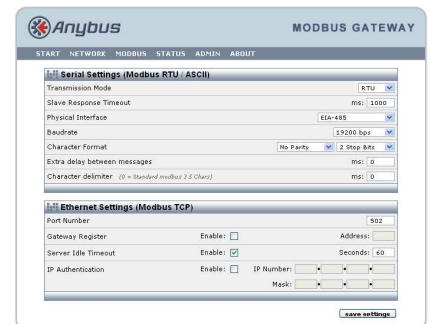 Anybus MODBUS GATEWAY
START NETWORK MODBUS STATUS ADMIN ABOUT
Serial Settings (Modbus RTU / ASCII)
Transmission Mode RTU
Slave Response Timeout ms: 1000
Physical Interface EIA-485
Baudrate 19200 bps
Character Format No Parity 2 Stop Bits
Extra delay between messages ms: 0
Character delimiter (0 = Standard modbus 3.5 Chars) ms: 0
Ethernet Settings (Modbus TCP)
Port Number 502
Gateway Register Enable: Address:
Server Idle Timeout Enable: Seconds: 60
IP Authentication Enable: IP Number:
Mask:
save settings